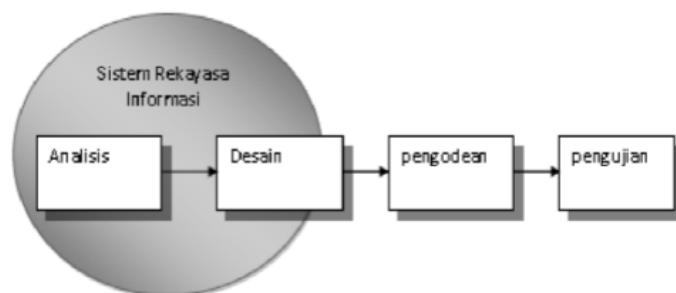 Sistem Rekayasa
Informasi
Analisis
Desain
pengodean
pengujian